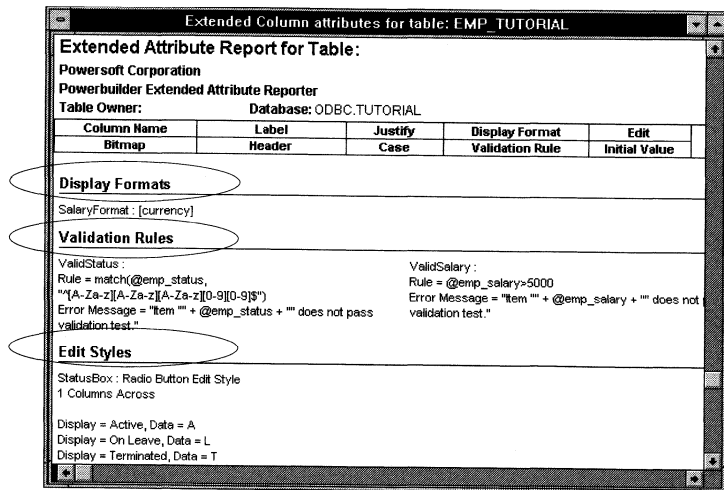 Extended Column attributes for table: EMP_TUTORIAL
Extended Attribute Report for Table:
Powersoft Corporation
Powerbuilder Extended Attribute Reporter
Table Owner: Database: ODBC.TUTORIAL
Column Name Label Justify Display Format Edit
Bitmap Header Case Validation Rule Initial Value
Display Formats
SalaryFormat : [currency]
Validation Rules
ValidStatus :
Rule = match(@emp_status,
"^[A-Za-z][A-Za-z][A-Za-z][0-9][0-9]$")
Error Message = "Item "" + @emp_status + "" does not pass
validation test."
ValidSalary :
Rule = @emp_salary>5000
Error Message = "Item "" + @emp_salary + "" does not
validation test."
Edit Styles
StatusBox : Radio Button Edit Style
1 Columns Across
Display = Active, Data = A
Display = On Leave, Data = L
Display = Terminated, Data = T